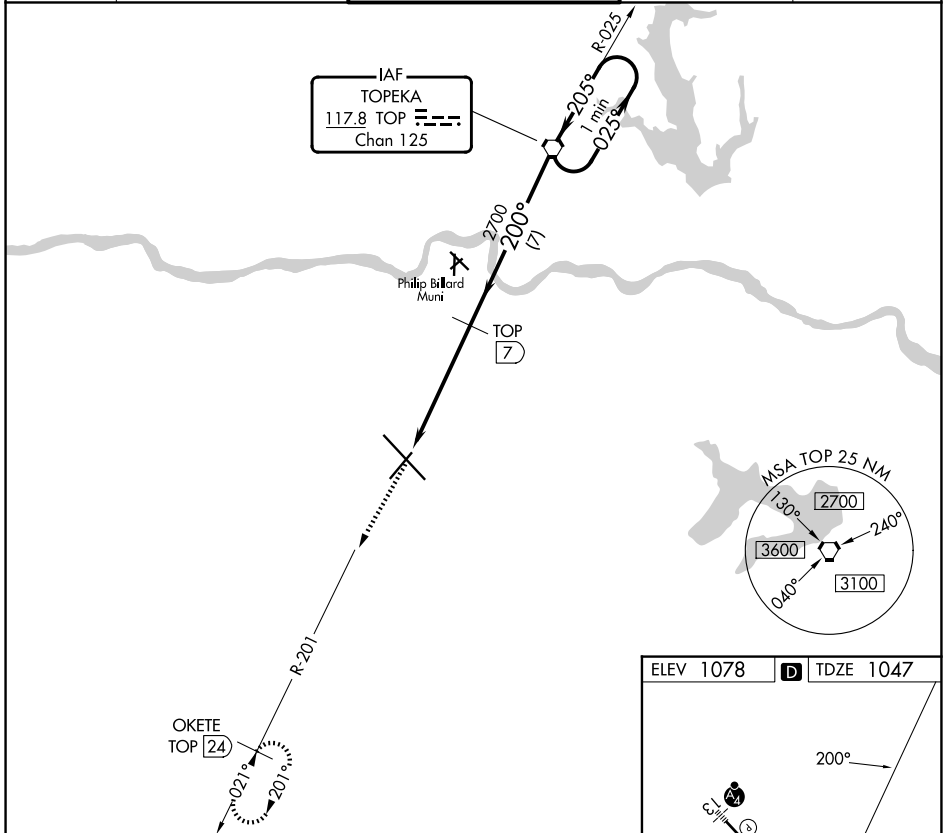 R-025
IAF
TOPEKA
117.8 TOP
Chan 125
205°
1 min
025°
2700
200°
(7)
Philip Billard
Muni
TOP
7
MSA TOP 25 NM
130°
2700
240°
3600
040°
3100
R-201
OKETE
TOP 24
021°
201°
ELEV 1078 D TDZE 1047
200°
A4
13
P